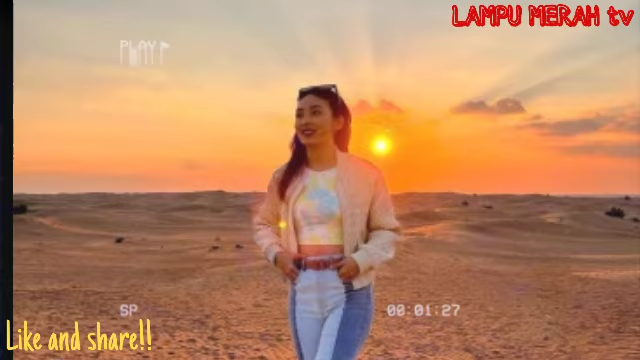 LAMPU MERAH tv
PLAY
SP
00:01:27
Like and share!!